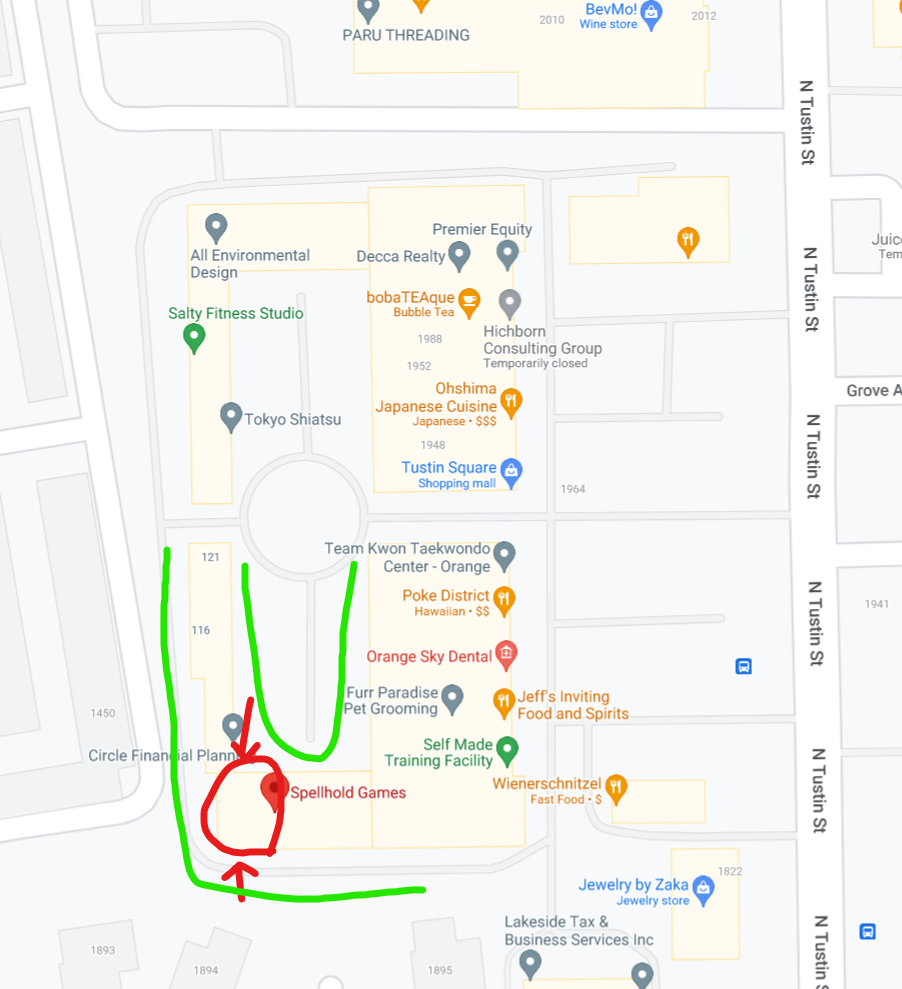 BevMo!
Wine store
2010
2012
PARU THREADING
N Tustin St
Premier Equity
All Environmental
Design
Decca Realty
Juice
Tem
N Tustin St
bobaTEAque
Bubble Tea
Salty Fitness Studio
Hichborn
Consulting Group
Temporarily closed
1988
1952
Ohshima
Japanese Cuisine
Japanese • $$$
Grove A
Tokyo Shiatsu
1948
N Tustin St
Tustin Square
Shopping mall
1964
Team Kwon Taekwondo
Center - Orange
121
Poke District
Hawaiian • $$
1941
116
N Tustin St
Orange Sky Dental
Furr Paradise
Pet Grooming
Jeff's Inviting
Food and Spirits
1450
Circle Financial Plann
Self Made
Training Facility
Wienerschnitzel
Fast Food • $
N Tustin St
Spellhold Games
1822
Jewelry by Zaka
Jewelry store
Lakeside Tax &
Business Services Inc
N Tustin
1893
1894
1895